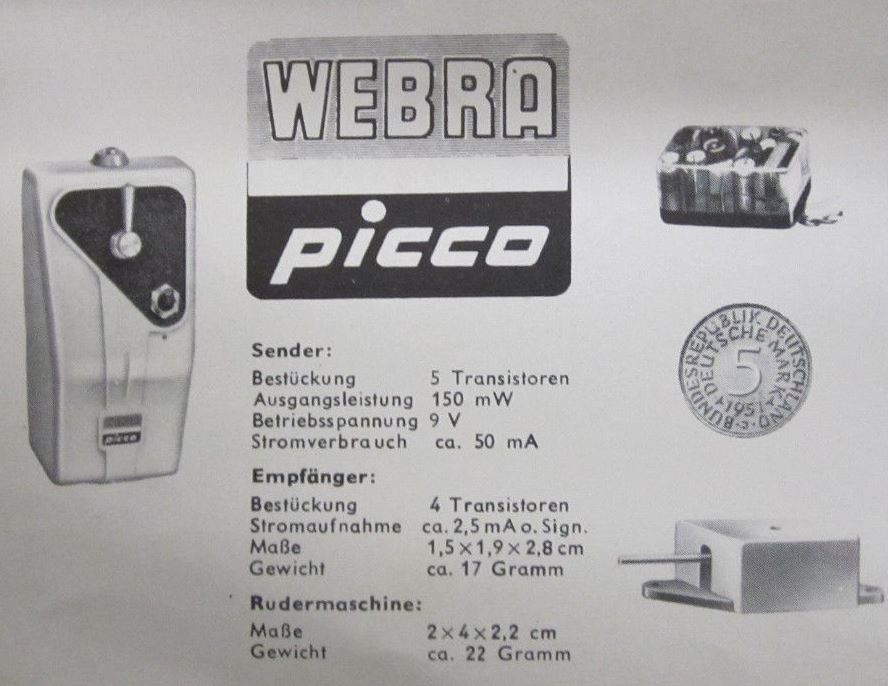 WEBRA
picco
Sender:
Bestückung 5 Transistoren
Ausgangsleistung 150 mW
Betriebsspannung 9 V
Stromverbrauch ca. 50 mA
Empfänger:
Bestückung 4 Transistoren
Stromaufnahme ca. 2,5 mA o. Sign.
Maße 1,5 × 1,9 × 2,8 cm
Gewicht ca. 17 Gramm
Rudermaschine:
Maße 2 × 4 × 2,2 cm
Gewicht ca. 22 Gramm
picco
BUNDESREPUBLIK DEUTSCHLAND
5
DEUTSCHE MARK
1951
J